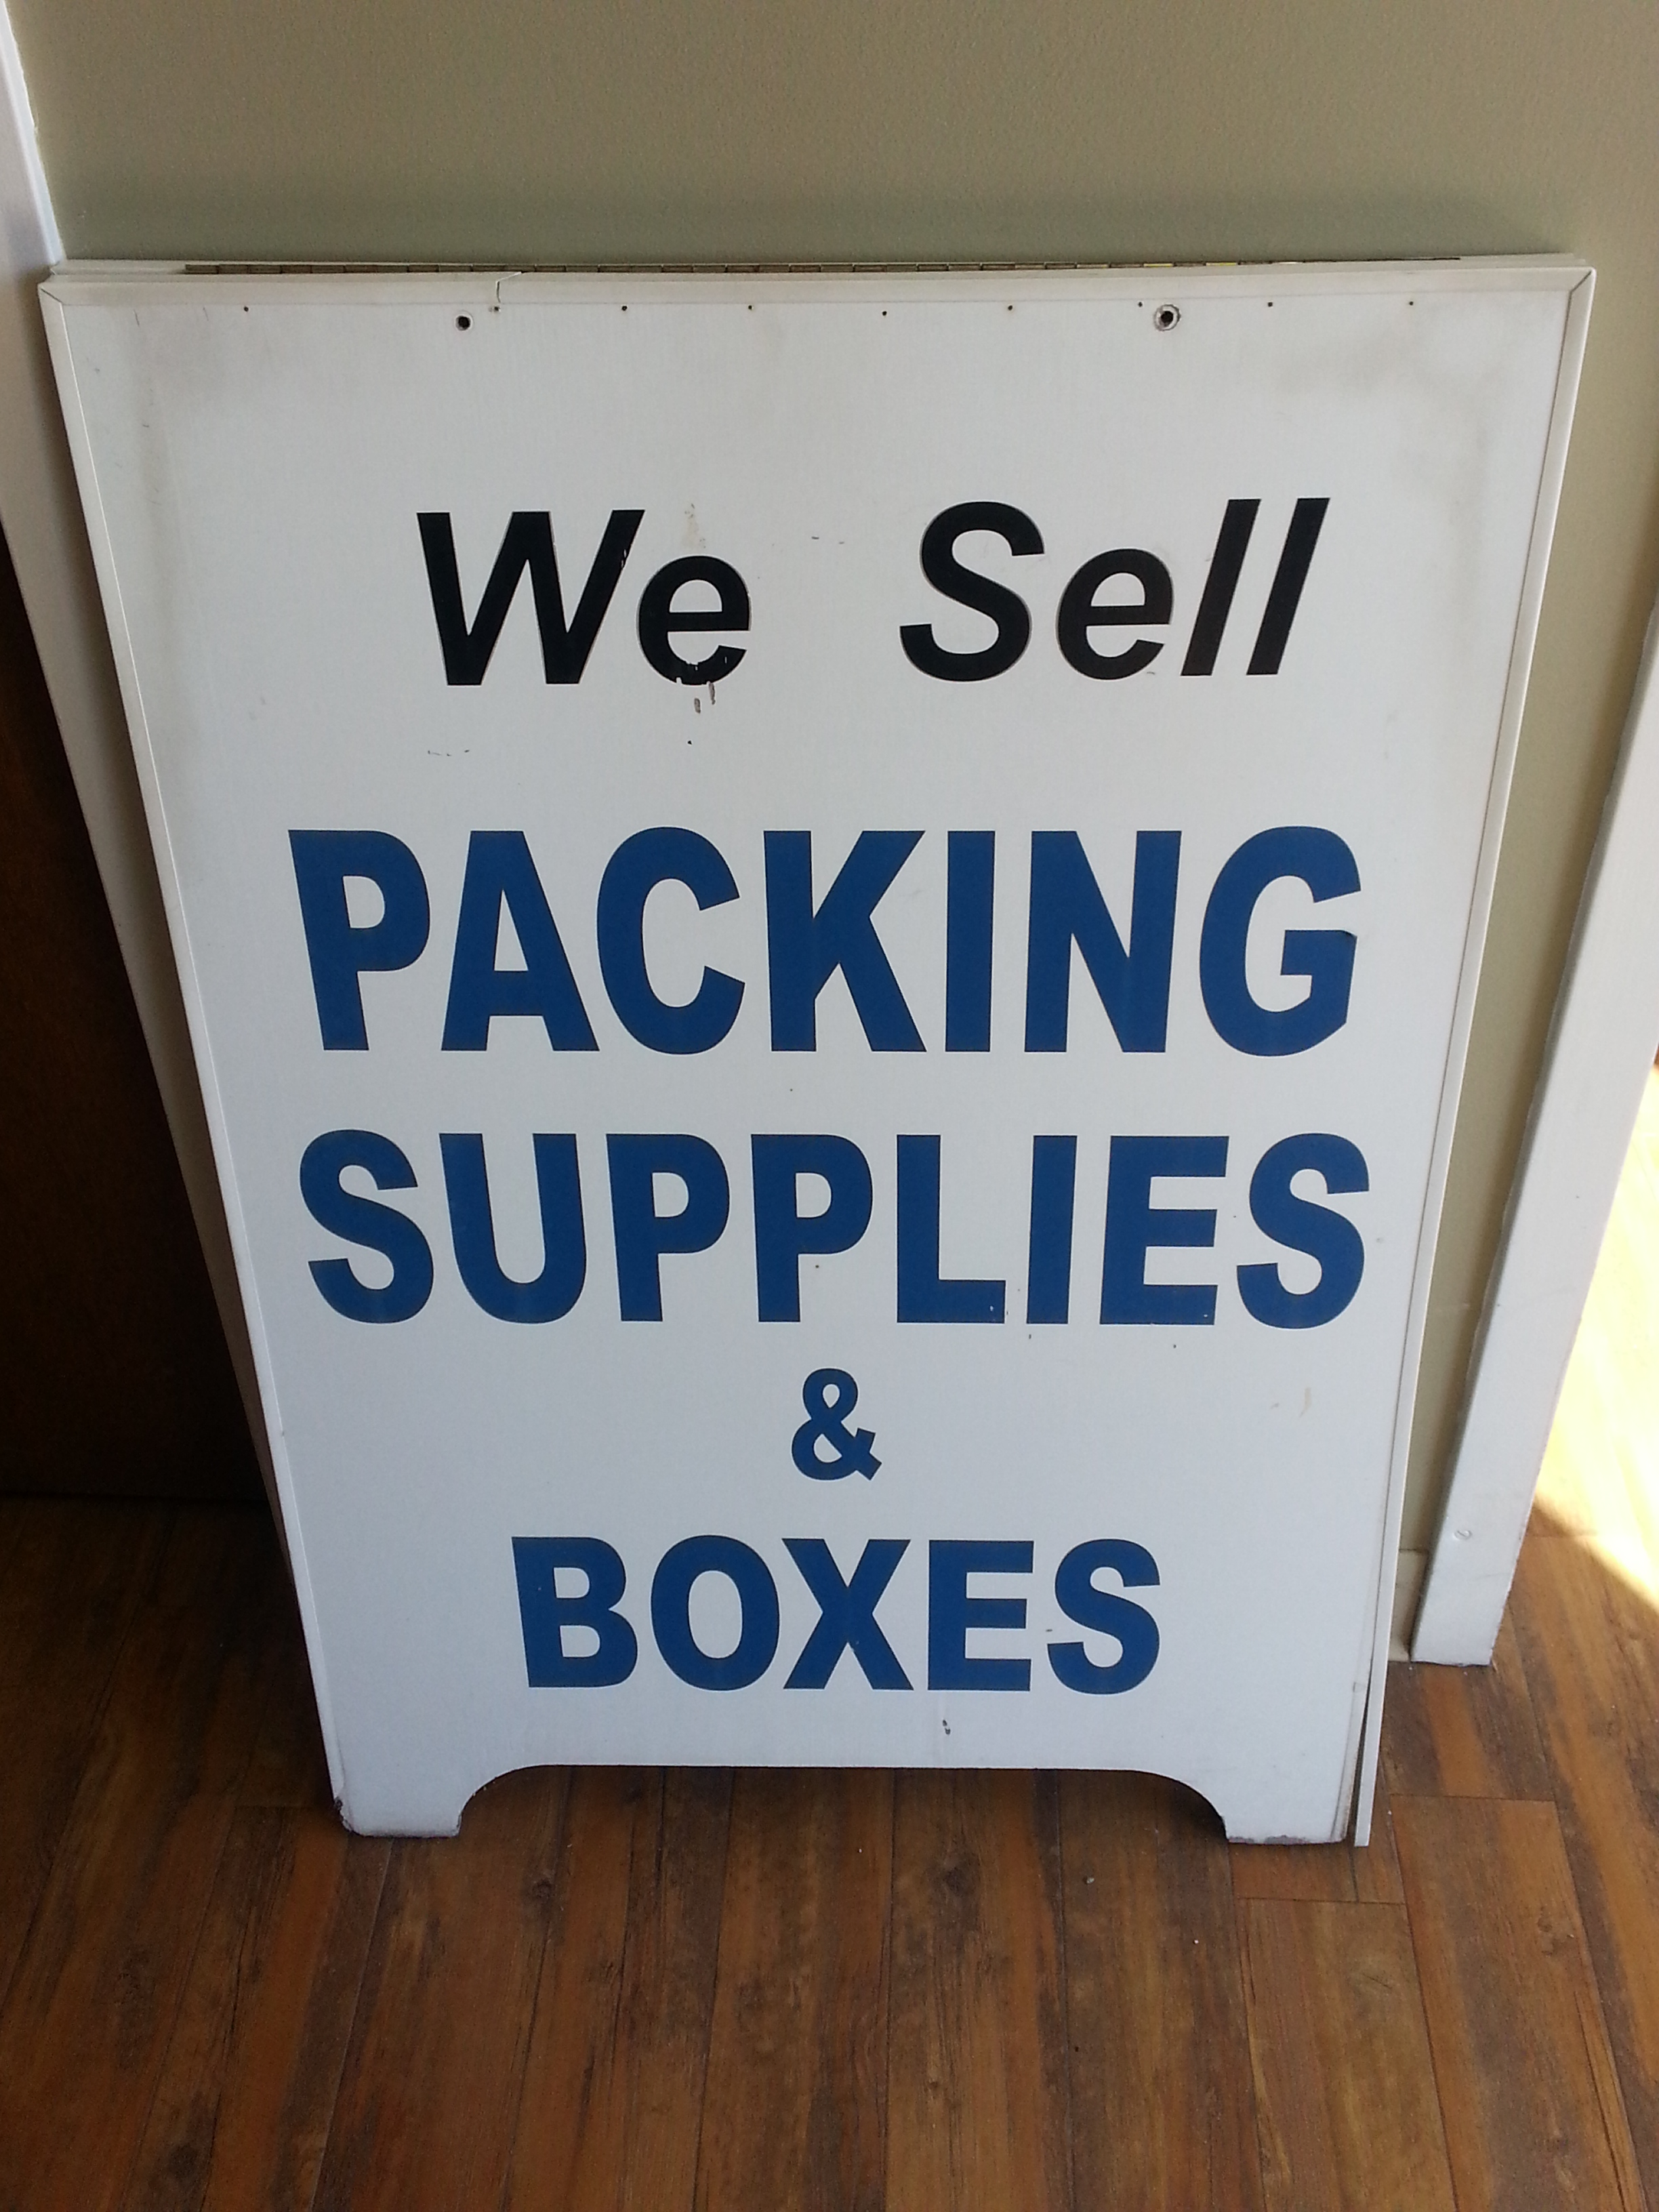 We Sell
PACKING
SUPPLIES
&
BOXES